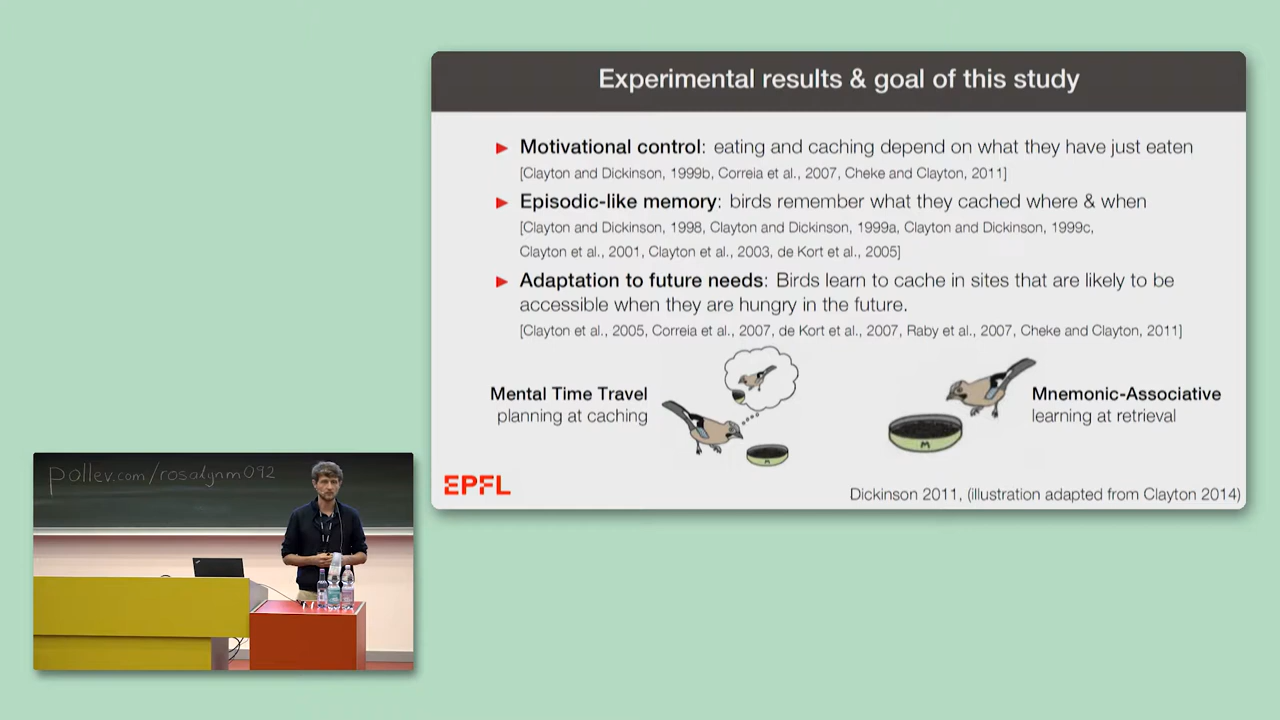 Experimental results & goal of this study
► Motivational control: eating and caching depend on what they have just eaten
[Clayton and Dickinson, 1999b, Correia et al., 2007, Cheke and Clayton, 2011]
► Episodic-like memory: birds remember what they cached where & when
[Clayton and Dickinson, 1998, Clayton and Dickinson, 1999a, Clayton and Dickinson, 1999c,
Clayton et al., 2001, Clayton et al., 2003, de Kort et al., 2005]
► Adaptation to future needs: Birds learn to cache in sites that are likely to be
accessible when they are hungry in the future.
[Clayton et al., 2005, Correia et al., 2007, de Kort et al., 2007, Raby et al., 2007, Cheke and Clayton, 2011]
Mental Time Travel
planning at caching
M
Mnemonic-Associative
learning at retrieval
M
EPFL
Dickinson 2011, (illustration adapted from Clayton 2014)
pollev.com/rosalynm092